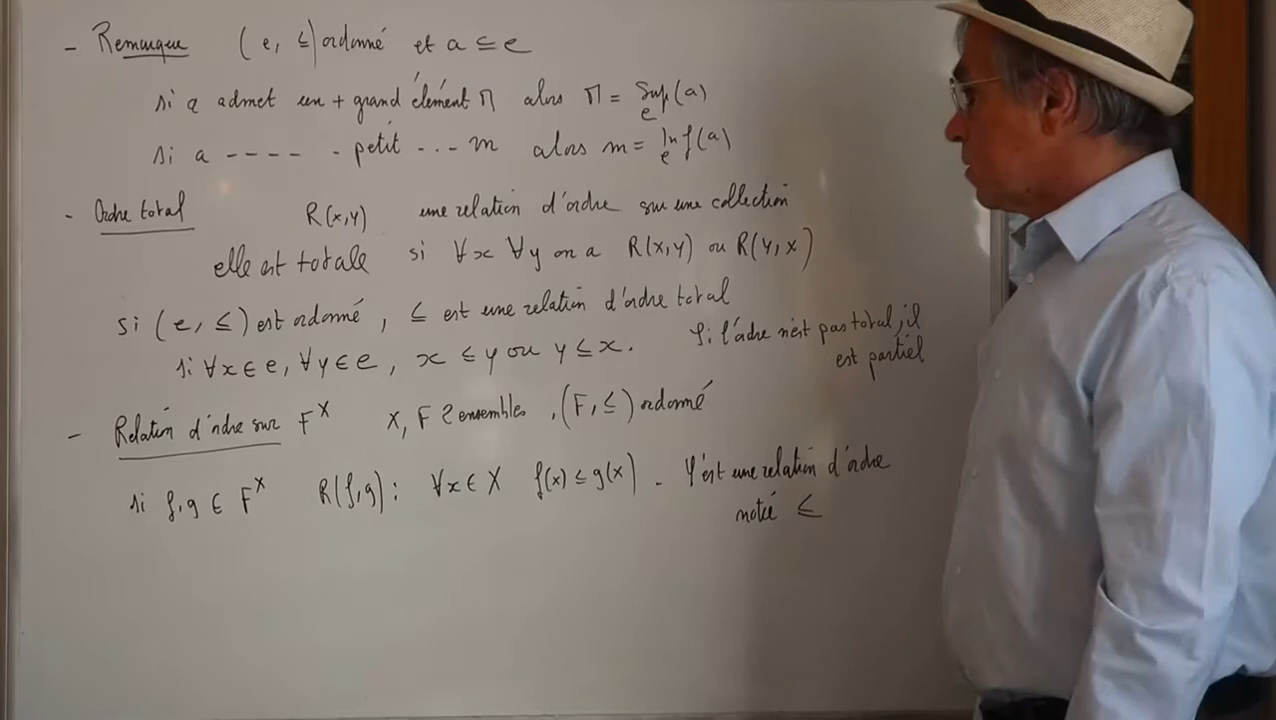 - Remarque (e, ≤) ordonné et a ⊆ e
si a admet un + grand élément M alors M = Sup_e(a)
si a ---- - petit ... m alors m = Inf_e(a)
- Ordre total R(x,y) une relation d'ordre sur une collection
elle est totale si ∀x ∀y on a R(x,y) ou R(y,x)
si (e, ≤) est ordonné, ≤ est une relation d'ordre total
si ∀x∈e, ∀y∈e, x ≤ y ou y ≤ x.
Si l'ordre n'est pas total, il
est partiel
- Relation d'ordre sur F^X X, F 2 ensembles, (F, ≤) ordonné
si f,g ∈ F^X R(f,g): ∀x∈X f(x) ≤ g(x) - C'est une relation d'ordre
notée ≤